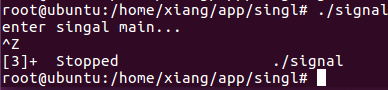 root@ubuntu:/home/xiang/app/singl# ./signal
enter singal main...
^Z
[3]+  Stopped                 ./signal
root@ubuntu:/home/xiang/app/singl#